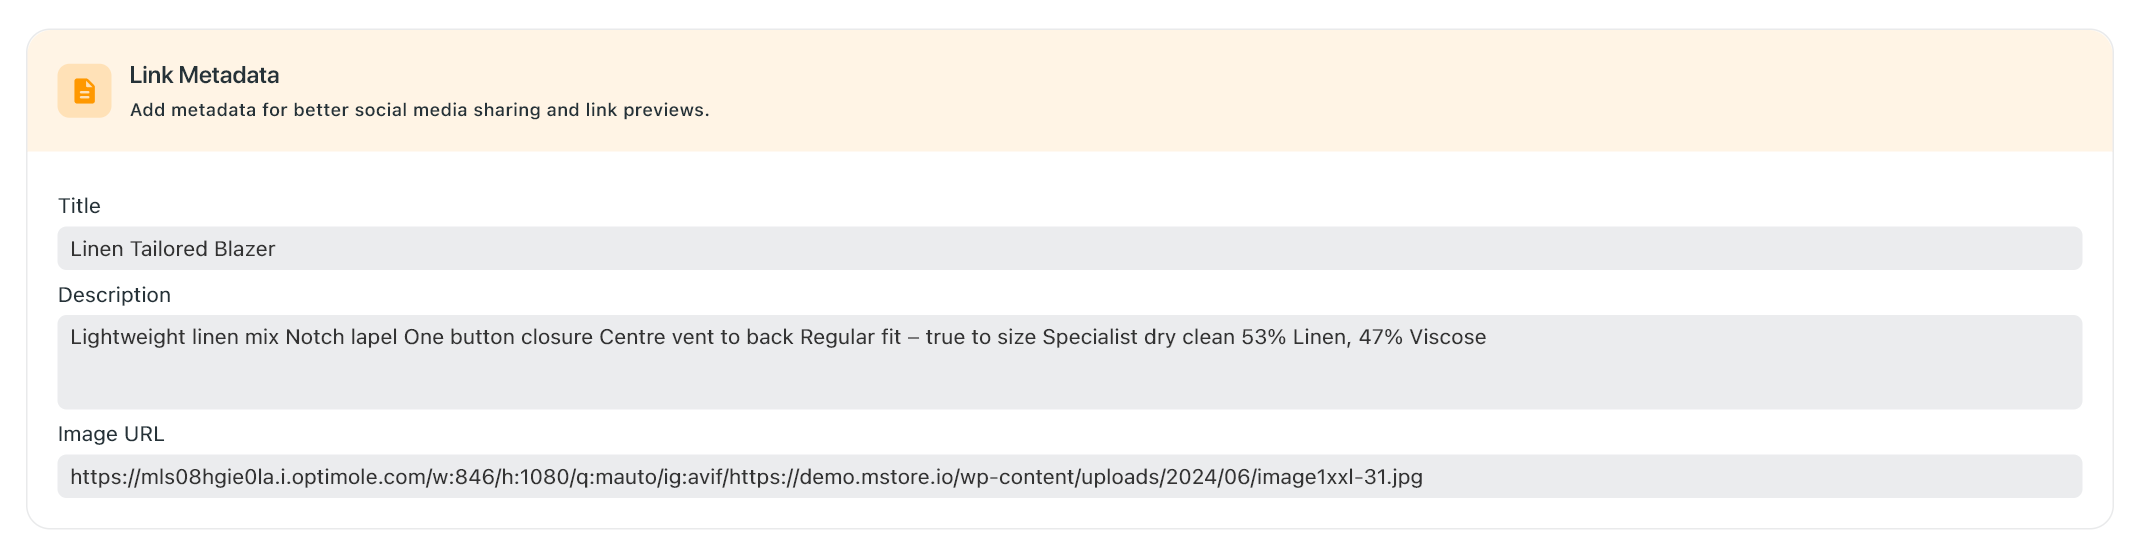 Link Metadata
Add metadata for better social media sharing and link previews.
Title
Linen Tailored Blazer
Description
Lightweight linen mix Notch lapel One button closure Centre vent to back Regular fit – true to size Specialist dry clean 53% Linen, 47% Viscose
Image URL
https://mls08hgie0la.i.optimole.com/w:846/h:1080/q:mauto/ig:avif/https://demo.mstore.io/wp-content/uploads/2024/06/image1xxl-31.jpg